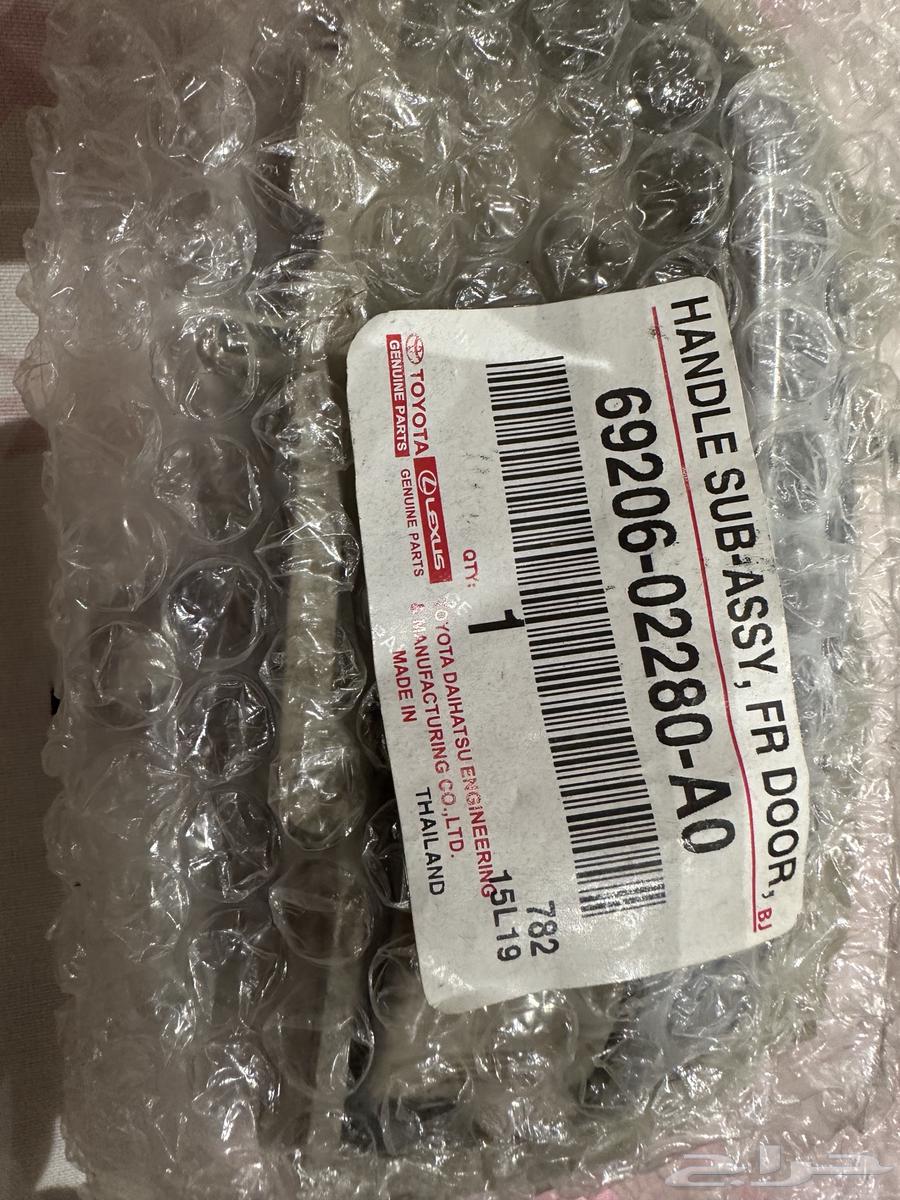 HANDLE SUB-ASSY, FR DOOR,
BJ
69206-02280-A0
QTY:
1
782
15L19
TOYOTA
GENUINE PARTS
LEXUS
GENUINE PARTS
TOYOTA DAIHATSU ENGINEERING
& MANUFACTURING CO.,LTD.
MADE IN
THAILAND
حراج